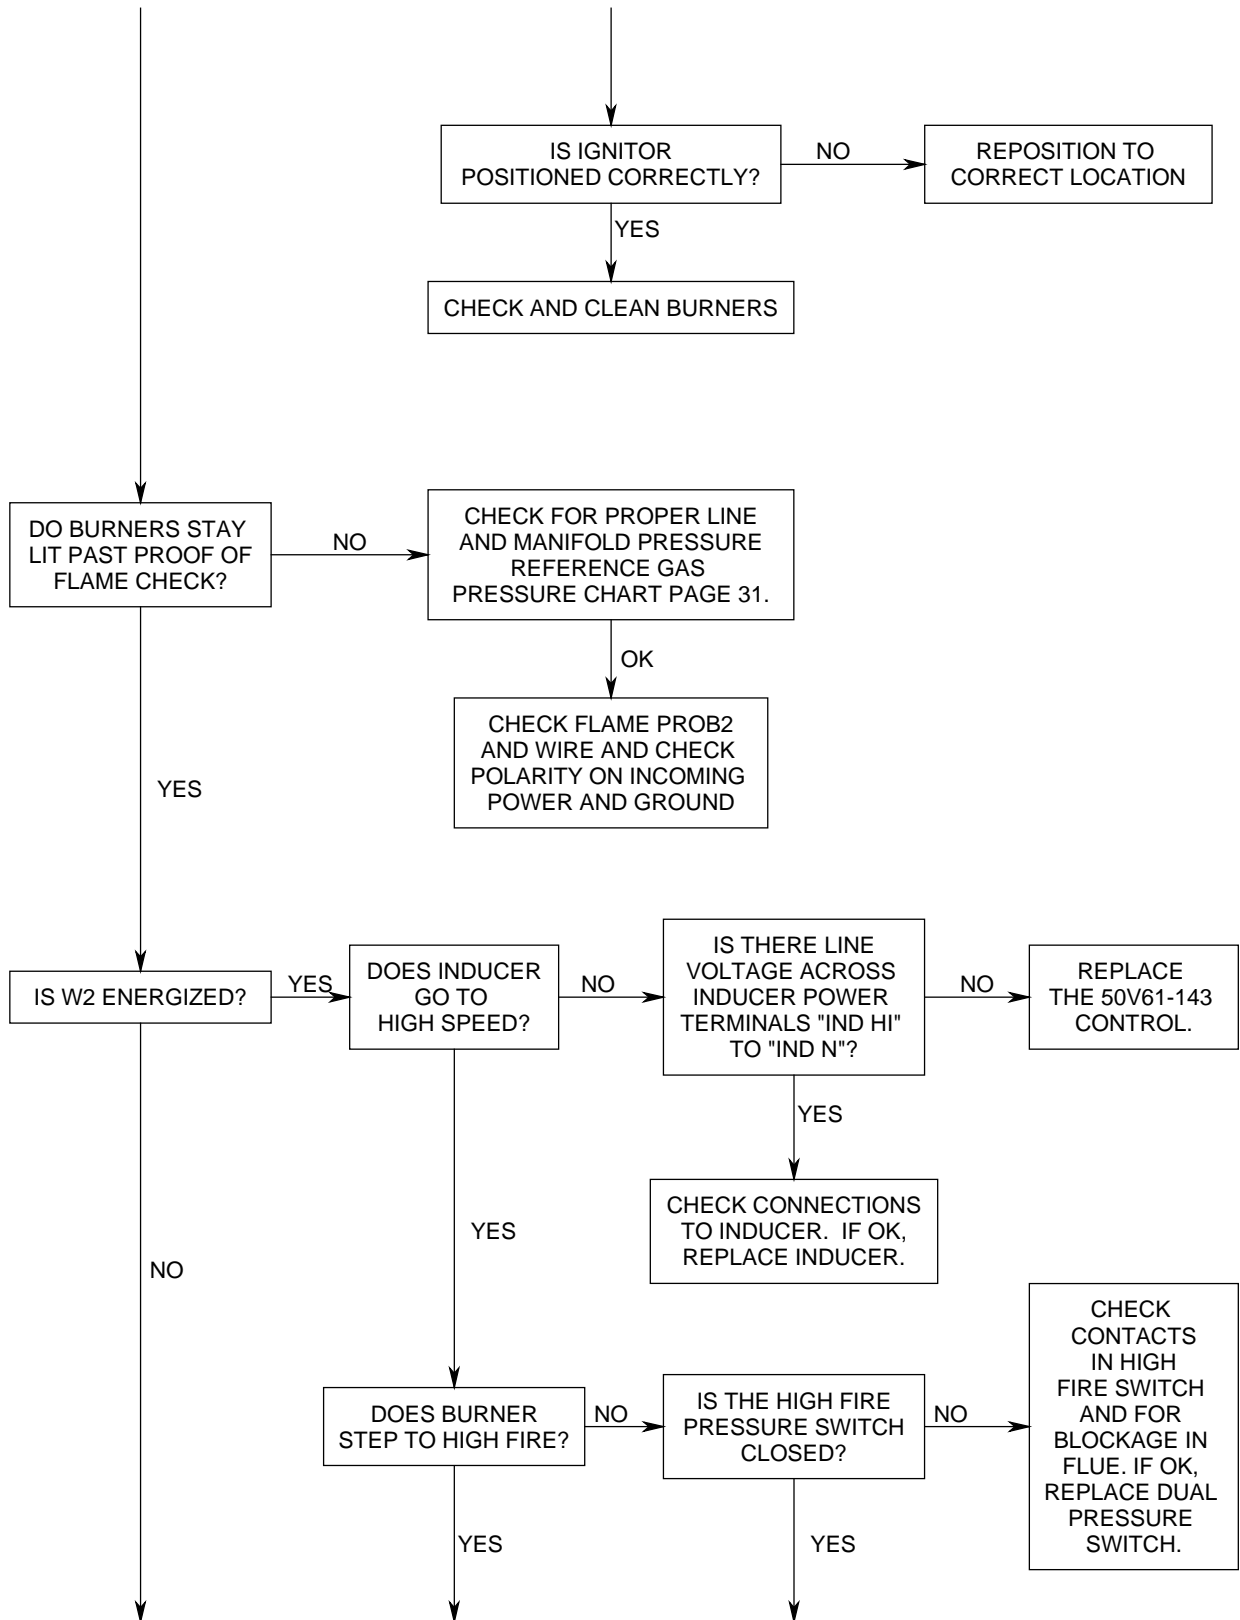 IS IGNITOR
POSITIONED CORRECTLY?
NO
REPOSITION TO
CORRECT LOCATION
YES
CHECK AND CLEAN BURNERS
DO BURNERS STAY
LIT PAST PROOF OF
FLAME CHECK?
NO
CHECK FOR PROPER LINE
AND MANIFOLD PRESSURE
REFERENCE GAS
PRESSURE CHART PAGE 31.
OK
CHECK FLAME PROB2
AND WIRE AND CHECK
POLARITY ON INCOMING
POWER AND GROUND
YES
IS W2 ENERGIZED?
YES
DOES INDUCER
GO TO
HIGH SPEED?
NO
IS THERE LINE
VOLTAGE ACROSS
INDUCER POWER
TERMINALS "IND HI"
TO "IND N"?
NO
REPLACE
THE 50V61-143
CONTROL.
YES
CHECK CONNECTIONS
TO INDUCER. IF OK,
REPLACE INDUCER.
YES
NO
DOES BURNER
STEP TO HIGH FIRE?
NO
IS THE HIGH FIRE
PRESSURE SWITCH
CLOSED?
NO
CHECK
CONTACTS
IN HIGH
FIRE SWITCH
AND FOR
BLOCKAGE IN
FLUE. IF OK,
REPLACE DUAL
PRESSURE
SWITCH.
YES
YES